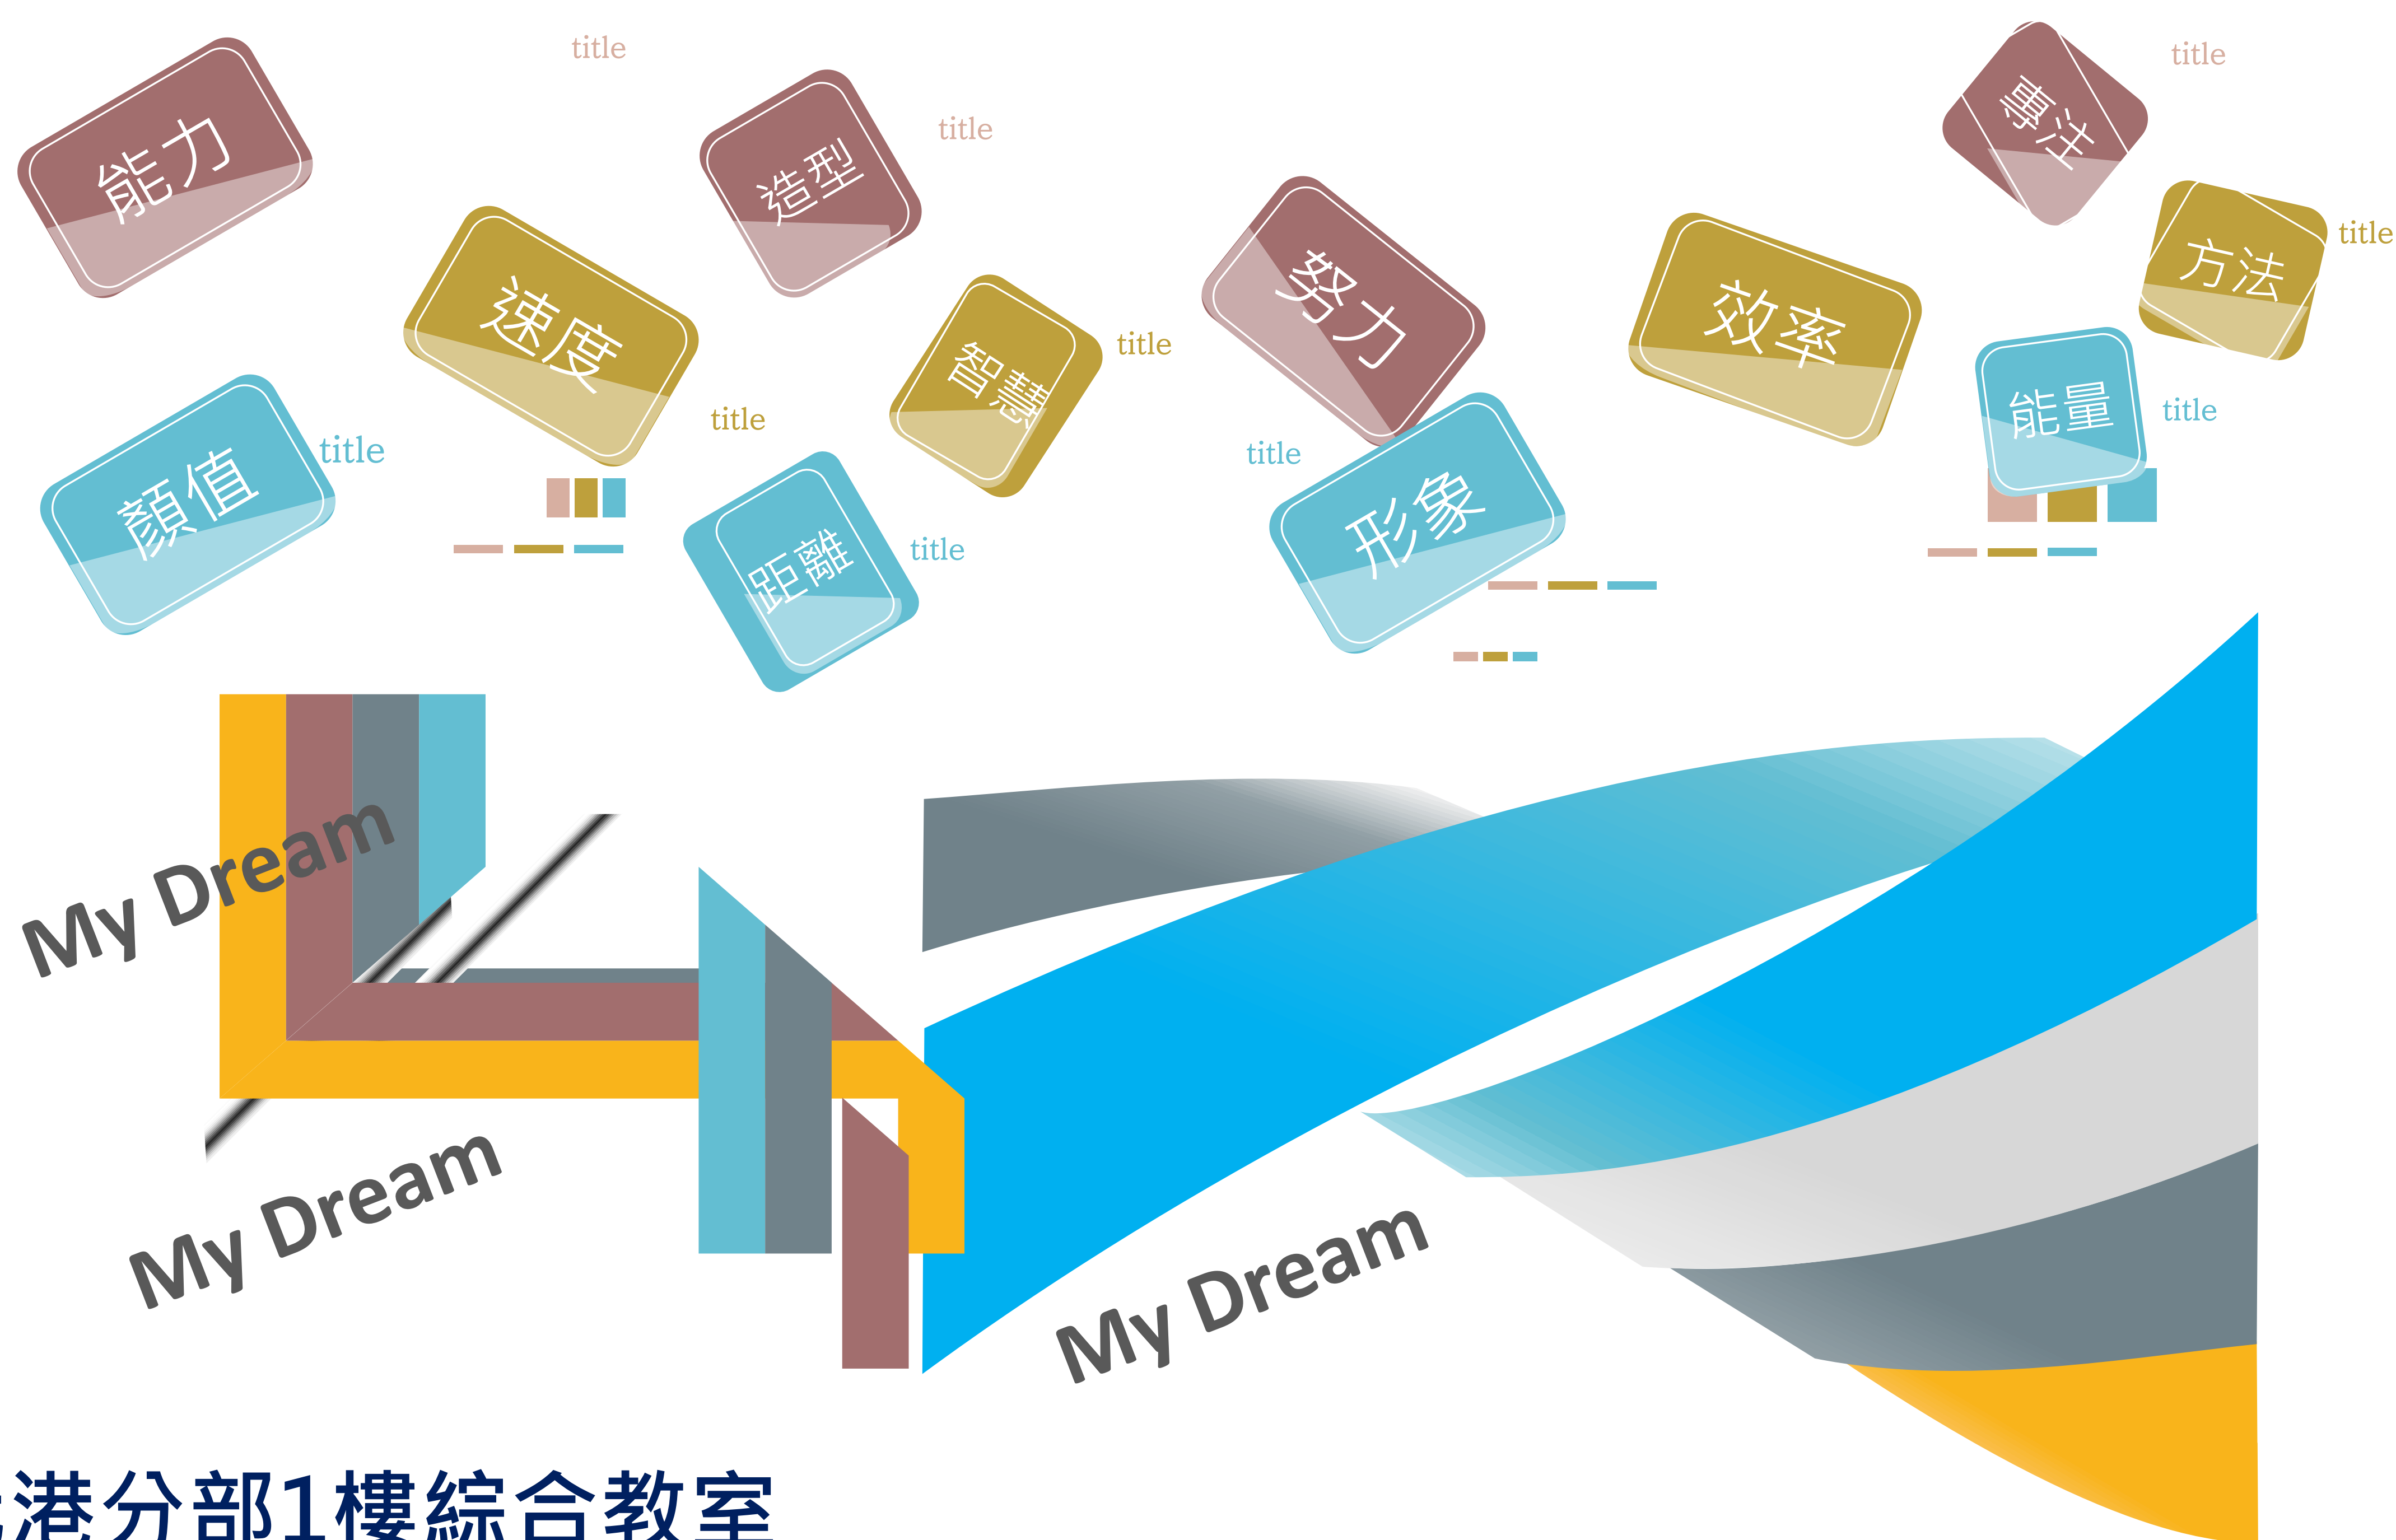 能力
title
造型
title
專注
title
速度
title
智慧
title
努力
效率
方法
title
顏值
title
距離
title
title
形象
能量
title
My Dream
My Dream
My Dream
港分部1樓綜合教室